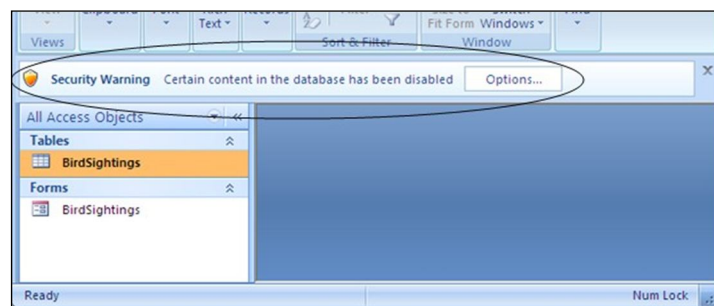 Text
Fit Form Windows
Views Sort & Filter Window
Security Warning Certain content in the database has been disabled Options...
All Access Objects
Tables
BirdSightings
Forms
BirdSightings
Ready Num Lock